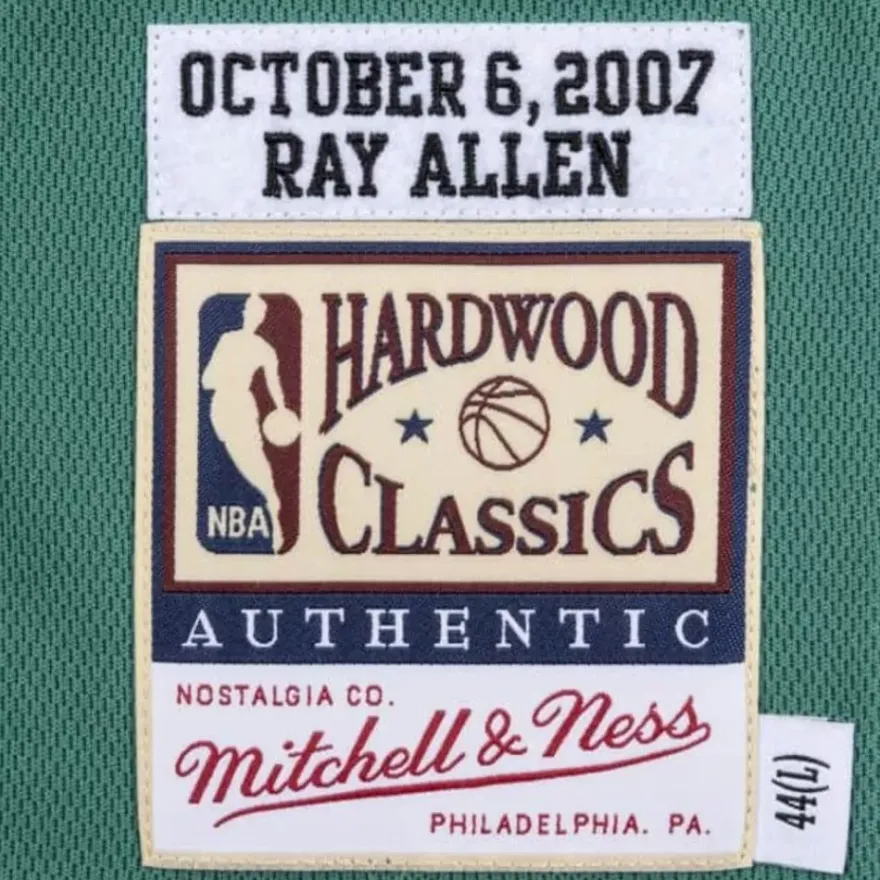 OCTOBER 6, 2007
RAY ALLEN
HARDWOOD
CLASSICS
NBA
AUTHENTIC
NOSTALGIA CO.
Mitchell & Ness
PHILADELPHIA. PA.
44(L)